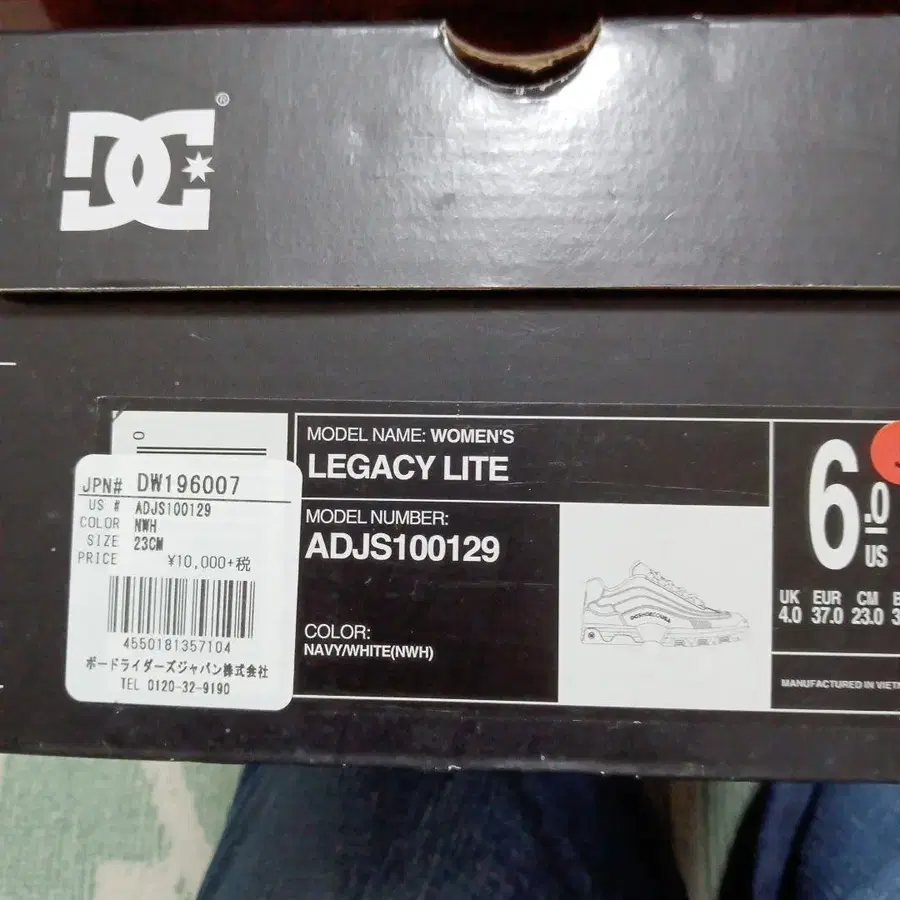 DC®
0
JPN# DW196007
US # ADJS100129
COLOR NWH
SIZE 23CM
PRICE ¥10,000+税
4550181357104
ボードライダーズジャパン株式会社
TEL 0120-32-9190
MODEL NAME: WOMEN'S
LEGACY LITE
MODEL NUMBER:
ADJS100129
COLOR:
NAVY/WHITE(NWH)
DCSHOECOUSA
6.0
US
UK EUR CM
4.0 37.0 23.0
MANUFACTURED IN